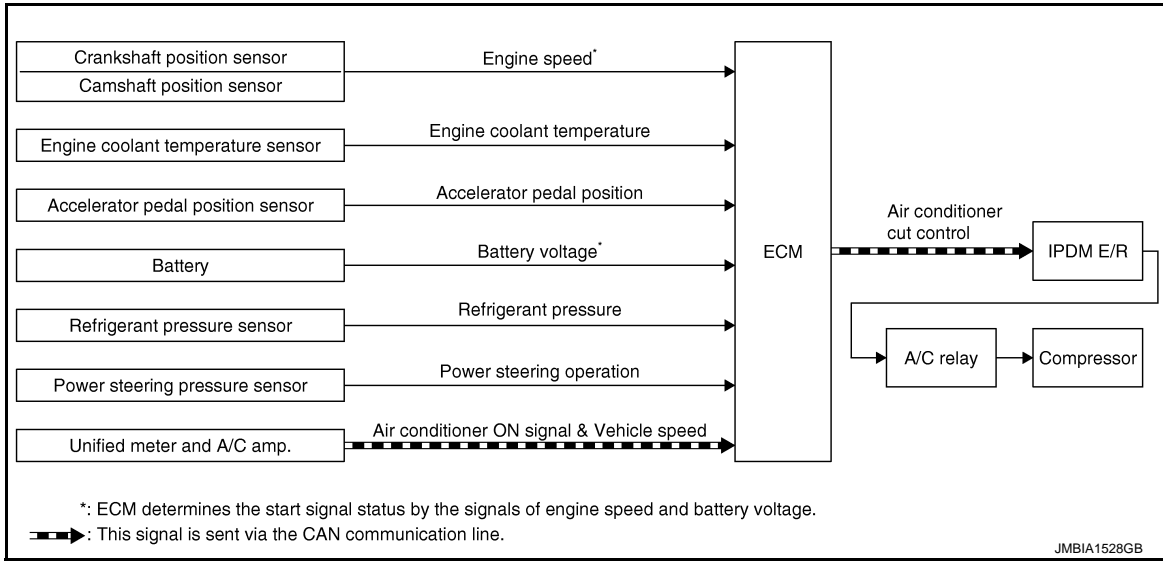 Crankshaft position sensor
Camshaft position sensor
Engine speed*
Engine coolant temperature sensor
Engine coolant temperature
Accelerator pedal position sensor
Accelerator pedal position
Battery
Battery voltage*
Refrigerant pressure sensor
Refrigerant pressure
Power steering pressure sensor
Power steering operation
Unified meter and A/C amp.
Air conditioner ON signal & Vehicle speed
ECM
Air conditioner
cut control
IPDM E/R
A/C relay
Compressor
*: ECM determines the start signal status by the signals of engine speed and battery voltage.
: This signal is sent via the CAN communication line.
JMBIA1528GB